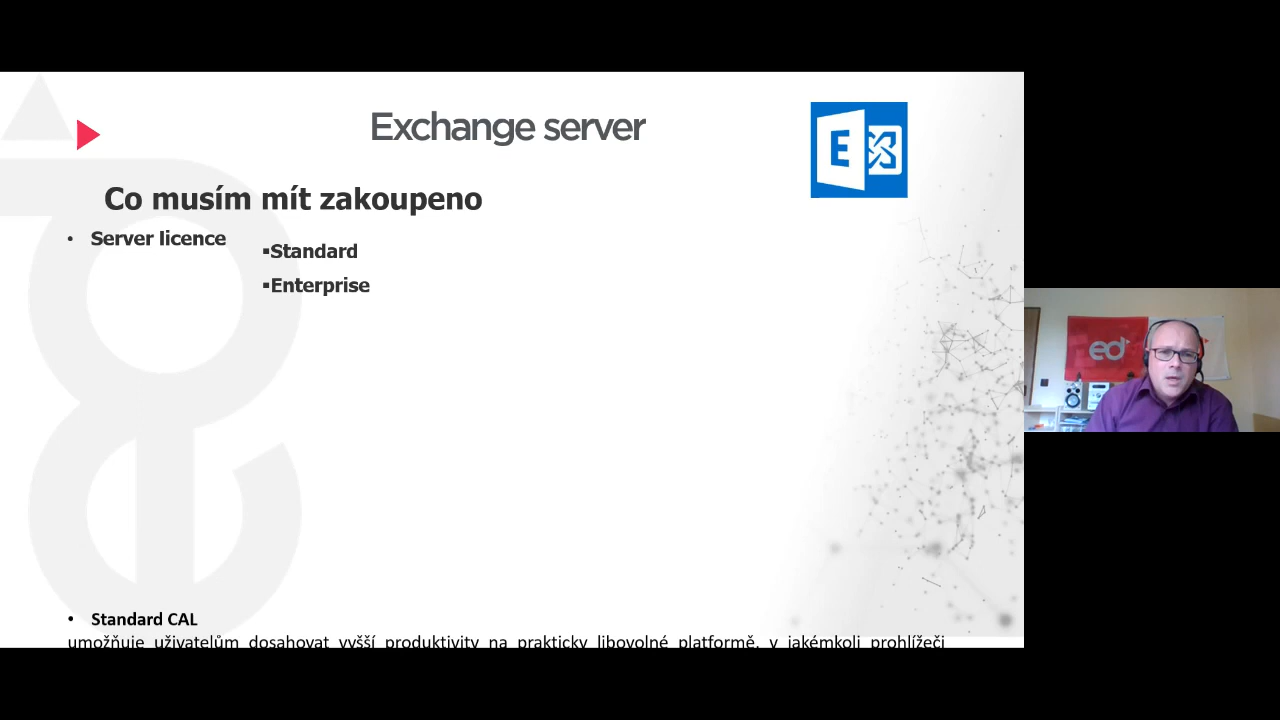 Exchange server
Co musím mít zakoupeno
• Server licence
▪Standard
▪Enterprise
• Standard CAL
umožňuje uživatelům dosahovat vyšší produktivity na prakticky libovolné platformě, v jakémkoli prohlížeči
ed